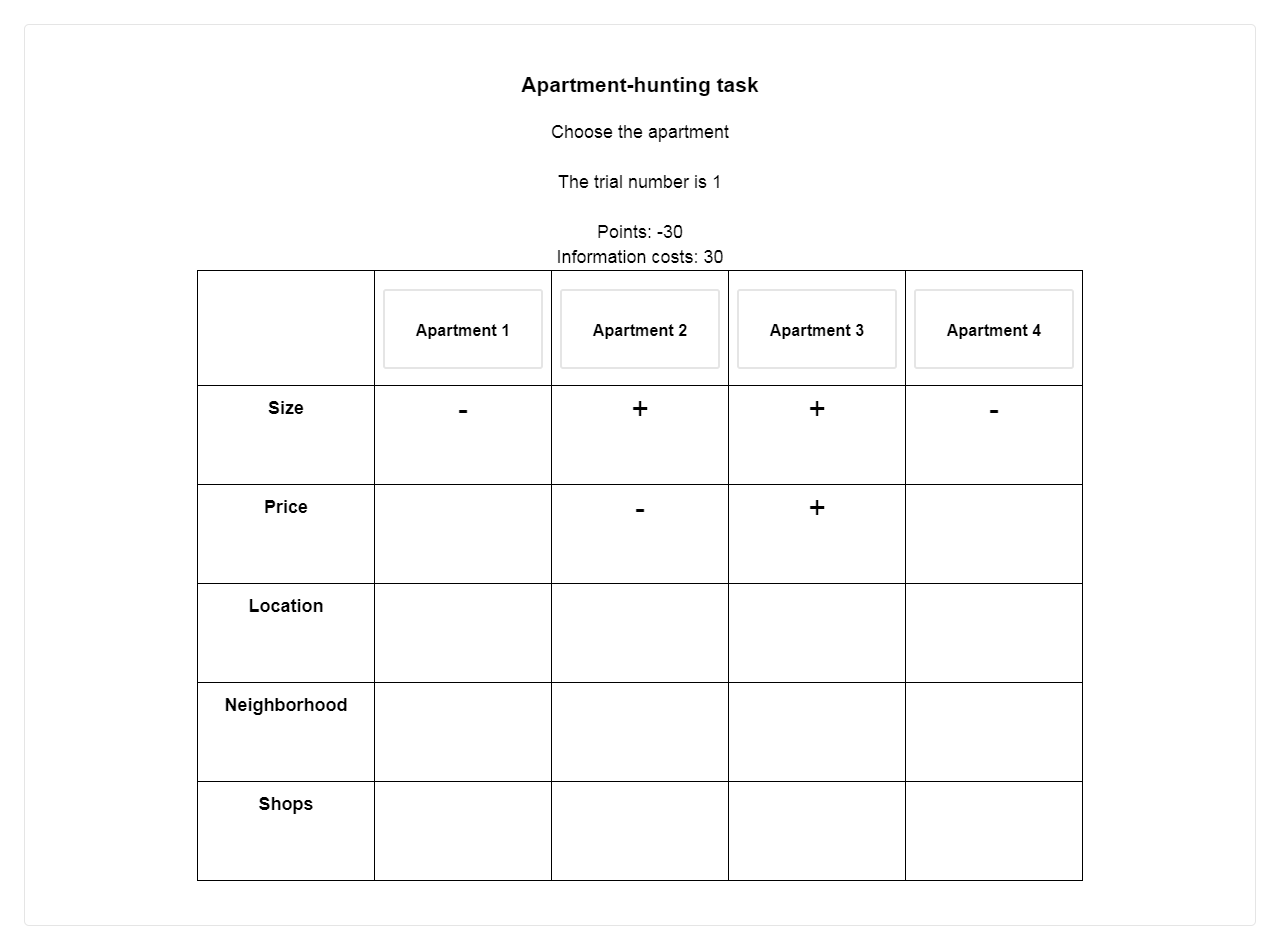 Apartment-hunting task
Choose the apartment
The trial number is 1
Points: -30
Information costs: 30
Apartment 1 Apartment 2 Apartment 3 Apartment 4
Size - + + -
Price - +
Location
Neighborhood
Shops